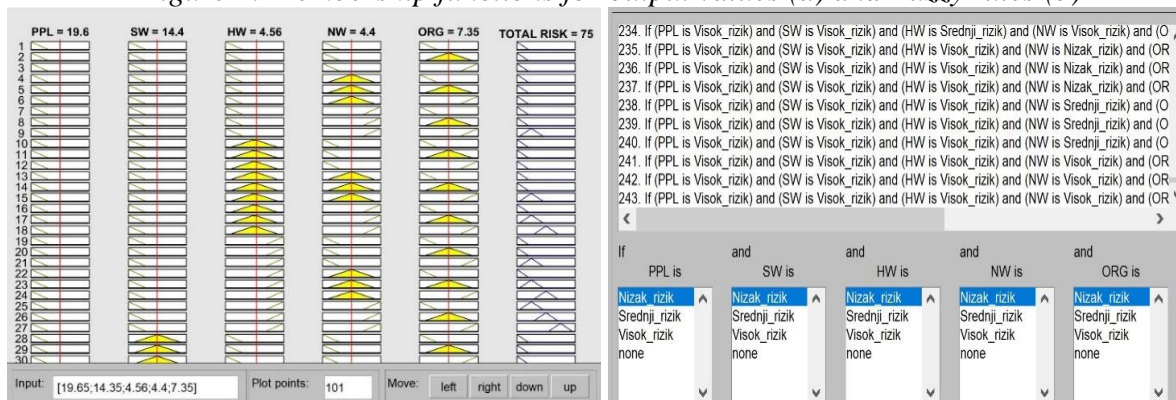 Figure Membership functions for output values (a) and fuzzy rules (b)
PPL = 19.6 SW = 14.4 HW = 4.56 NW = 4.4 ORG = 7.35 TOTAL RISK = 75
1
2
3
4
5
6
7
8
9
10
11
12
13
14
15
16
17
18
19
20
21
22
23
24
25
26
27
28
29
30
Input: [19.65;14.35;4.56;4.4;7.35] Plot points: 101 Move: left right down up
234. If (PPL is Visok_rizik) and (SW is Visok_rizik) and (HW is Srednji_rizik) and (NW is Visok_rizik) and (O
235. If (PPL is Visok_rizik) and (SW is Visok_rizik) and (HW is Visok_rizik) and (NW is Nizak_rizik) and (OR
236. If (PPL is Visok_rizik) and (SW is Visok_rizik) and (HW is Visok_rizik) and (NW is Nizak_rizik) and (OR
237. If (PPL is Visok_rizik) and (SW is Visok_rizik) and (HW is Visok_rizik) and (NW is Nizak_rizik) and (OR
238. If (PPL is Visok_rizik) and (SW is Visok_rizik) and (HW is Visok_rizik) and (NW is Srednji_rizik) and (O
239. If (PPL is Visok_rizik) and (SW is Visok_rizik) and (HW is Visok_rizik) and (NW is Srednji_rizik) and (O
240. If (PPL is Visok_rizik) and (SW is Visok_rizik) and (HW is Visok_rizik) and (NW is Srednji_rizik) and (O
241. If (PPL is Visok_rizik) and (SW is Visok_rizik) and (HW is Visok_rizik) and (NW is Visok_rizik) and (OR
242. If (PPL is Visok_rizik) and (SW is Visok_rizik) and (HW is Visok_rizik) and (NW is Visok_rizik) and (OR
243. If (PPL is Visok_rizik) and (SW is Visok_rizik) and (HW is Visok_rizik) and (NW is Visok_rizik) and (OR
If and and and and
PPL is SW is HW is NW is ORG is
Nizak_rizik Nizak_rizik Nizak_rizik Nizak_rizik Nizak_rizik
Srednji_rizik Srednji_rizik Srednji_rizik Srednji_rizik Srednji_rizik
Visok_rizik Visok_rizik Visok_rizik Visok_rizik Visok_rizik
none none none none none